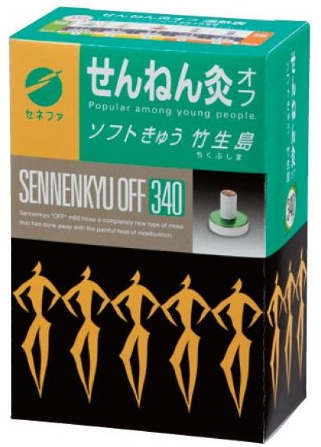 セネファ
せんねん灸オフ
Popular among young people.
ソフトきゅう 竹生島
ちくぶしま
SENNENKYU OFF 340
Sennenkyu "OFF" mild moxa a completely new type of moxa
that has done away with the painful heat of moxibustion.
340